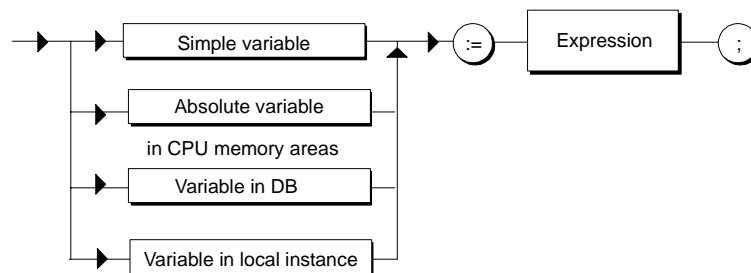 Simple variable
:=
Expression
;
Absolute variable
in CPU memory areas
Variable in DB
Variable in local instance